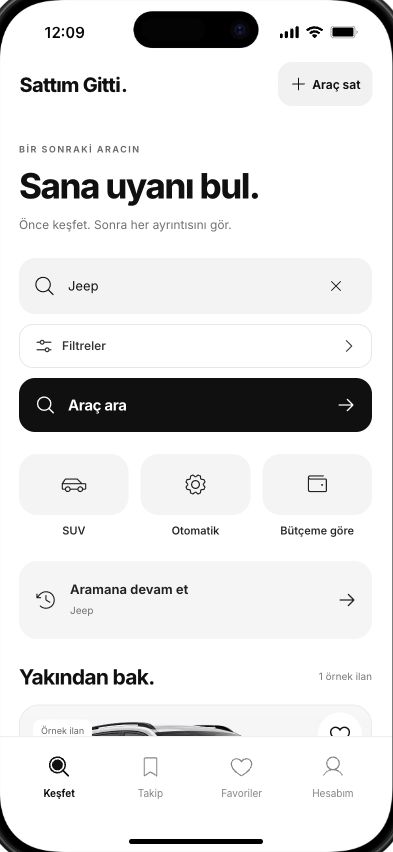 12:09
Sattım Gitti.
Araç sat
BİR SONRAKİ ARACIN
Sana uyanı bul.
Önce keşfet. Sonra her ayrıntısını gör.
Jeep
Filtreler
Araç ara
SUV
Otomatik
Bütçeme göre
Aramana devam et
Jeep
Yakından bak.
1 örnek ilan
Örnek ilan
Keşfet
Takip
Favoriler
Hesabım